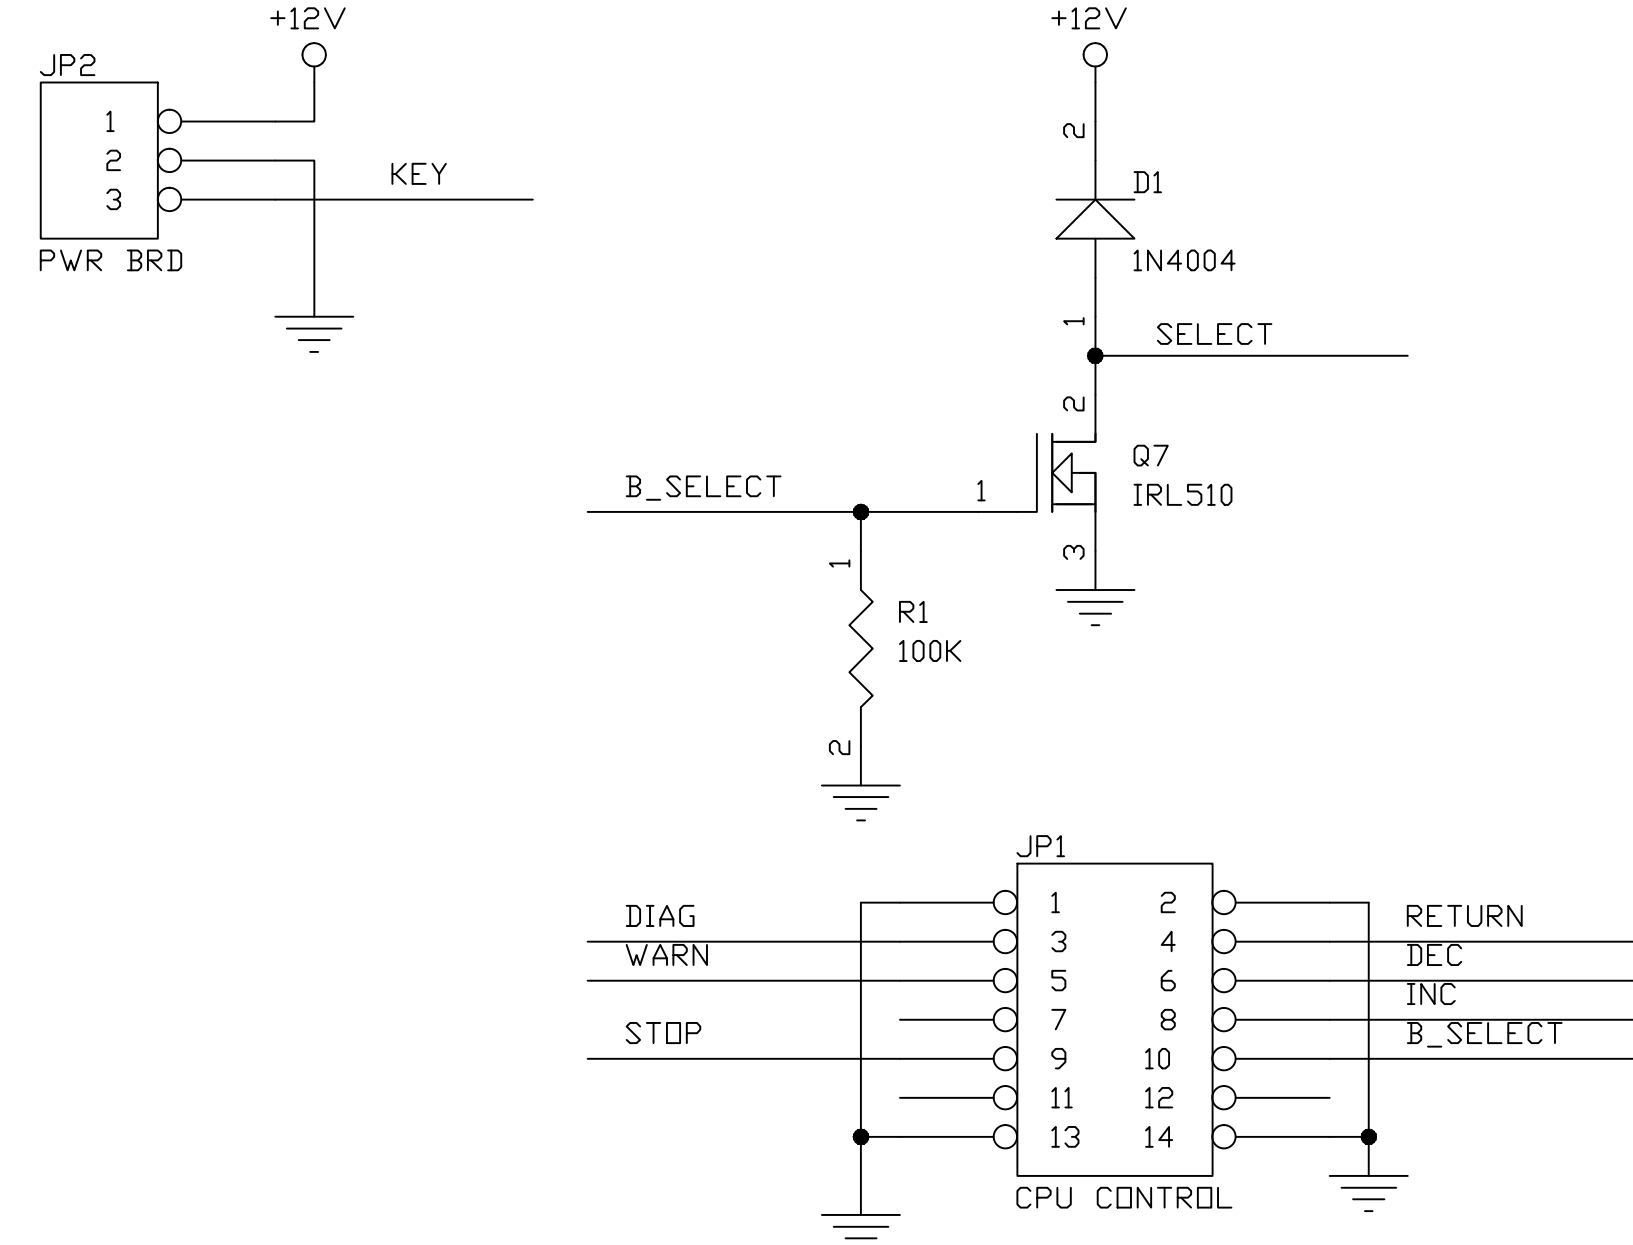 +12V
JP2
1
2
3
PWR BRD
KEY
+12V
2
D1
1N4004
1
SELECT
2
Q7
IRL510
B_SELECT
1
3
1
R1
100K
2
JP1
1 2
DIAG
RETURN
3 4
WARN
DEC
5 6
INC
7 8
STOP
B_SELECT
9 10
11 12
13 14
CPU CONTROL